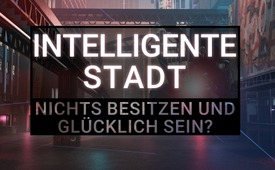 INTELLIGENTE
STADT
NICHTS BESITZEN UND
GLÜCKLICH SEIN?